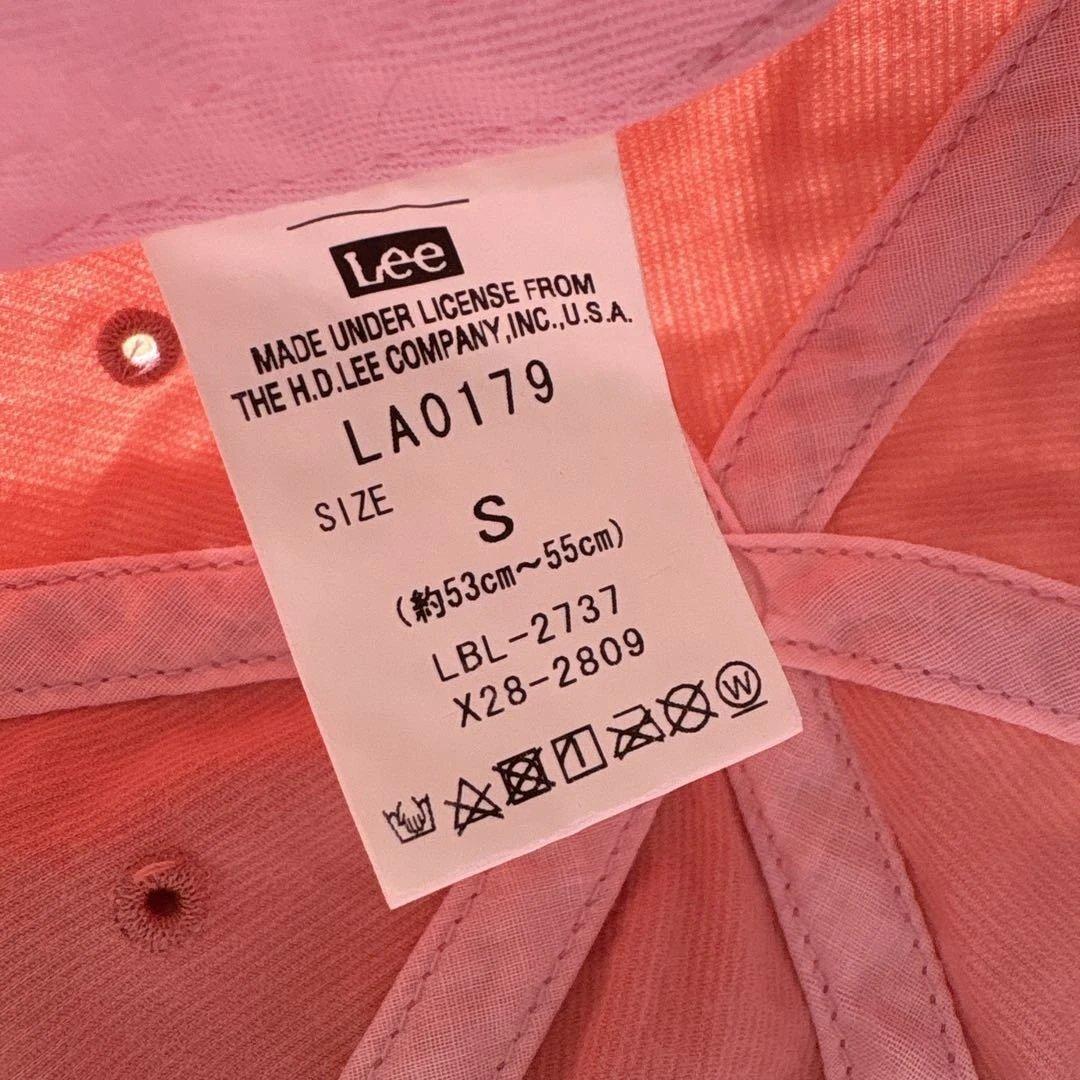 Lee
MADE UNDER LICENSE FROM
THE H.D.LEE COMPANY,INC.,U.S.A.
LA0179
SIZE
S
(約53cm～55cm)
LBL-2737
X28-2809
W